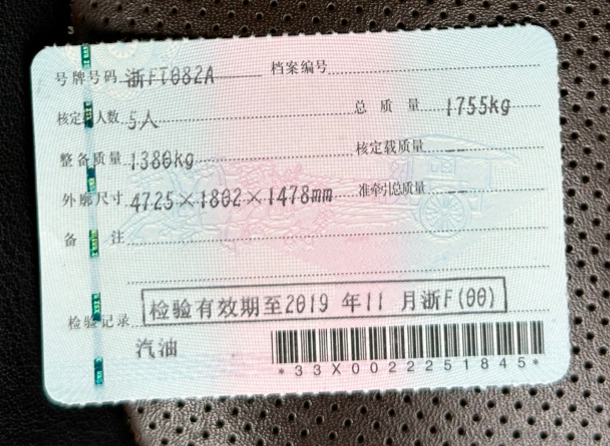 号牌号码 浙FT082A 档案编号
核定 人数 5人 总质量 1755kg
整备质量 1380kg 核定载质量
外廓尺寸 4725×1802×1478mm 准牵引总质量
备注
检验记录 检验有效期至2019年11月浙F(00)
汽油
*33X0022251845*